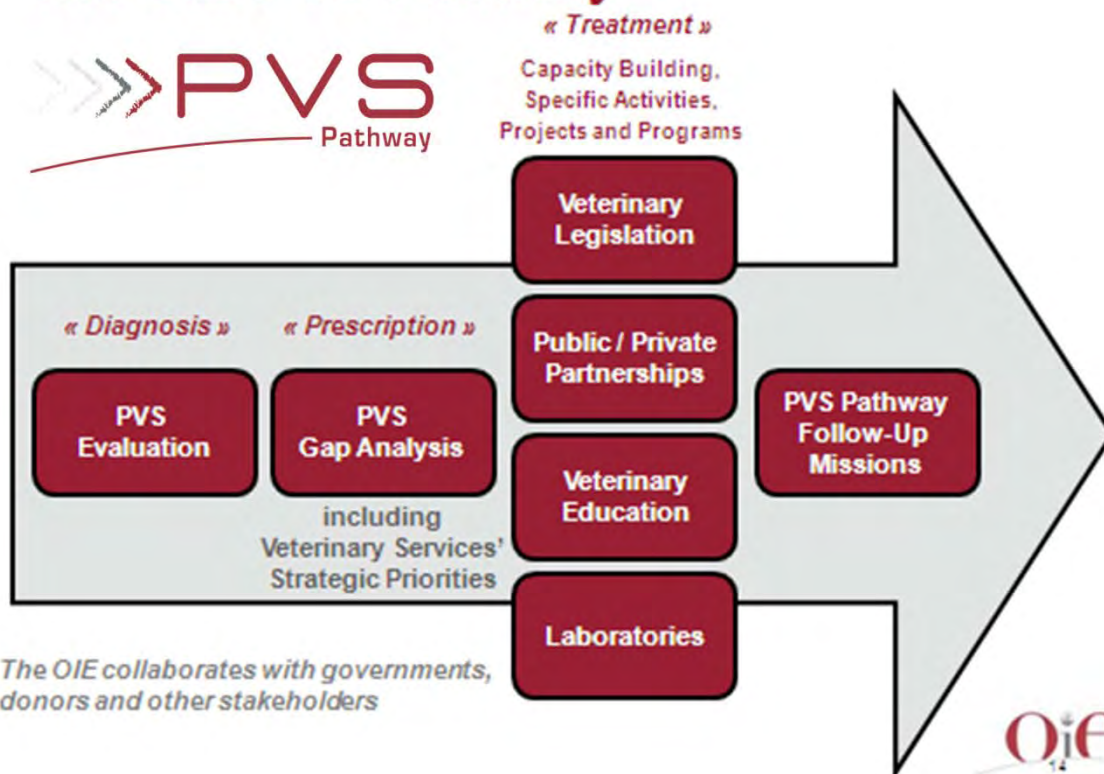 « Treatment »
PVS
Pathway
Capacity Building,
Specific Activities,
Projects and Programs
Veterinary
Legislation
« Diagnosis »
« Prescription »
Public / Private
Partnerships
PVS
Evaluation
PVS
Gap Analysis
PVS Pathway
Follow-Up
Missions
Veterinary
Education
including
Veterinary Services’
Strategic Priorities
Laboratories
The OIE collaborates with governments,
donors and other stakeholders
OiE
14